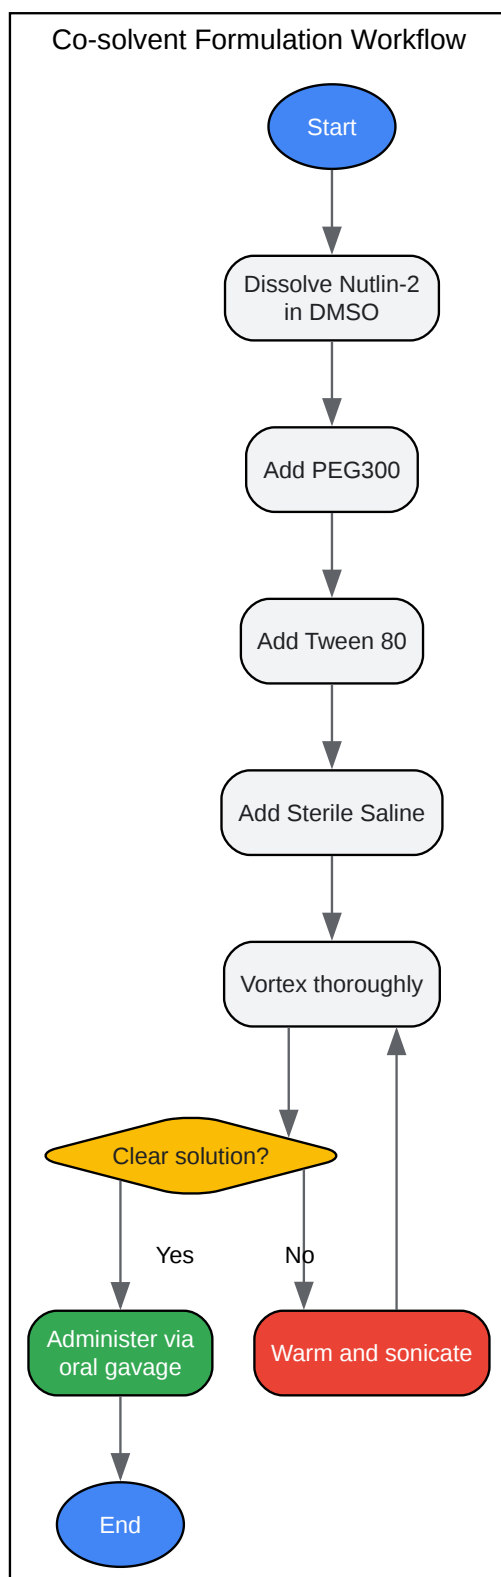 Co-solvent Formulation Workflow
Start
Dissolve Nutlin-2
in DMSO
Add PEG300
Add Tween 80
Add Sterile Saline
Vortex thoroughly
Clear solution?
Yes
No
Administer via
oral gavage
Warm and sonicate
End